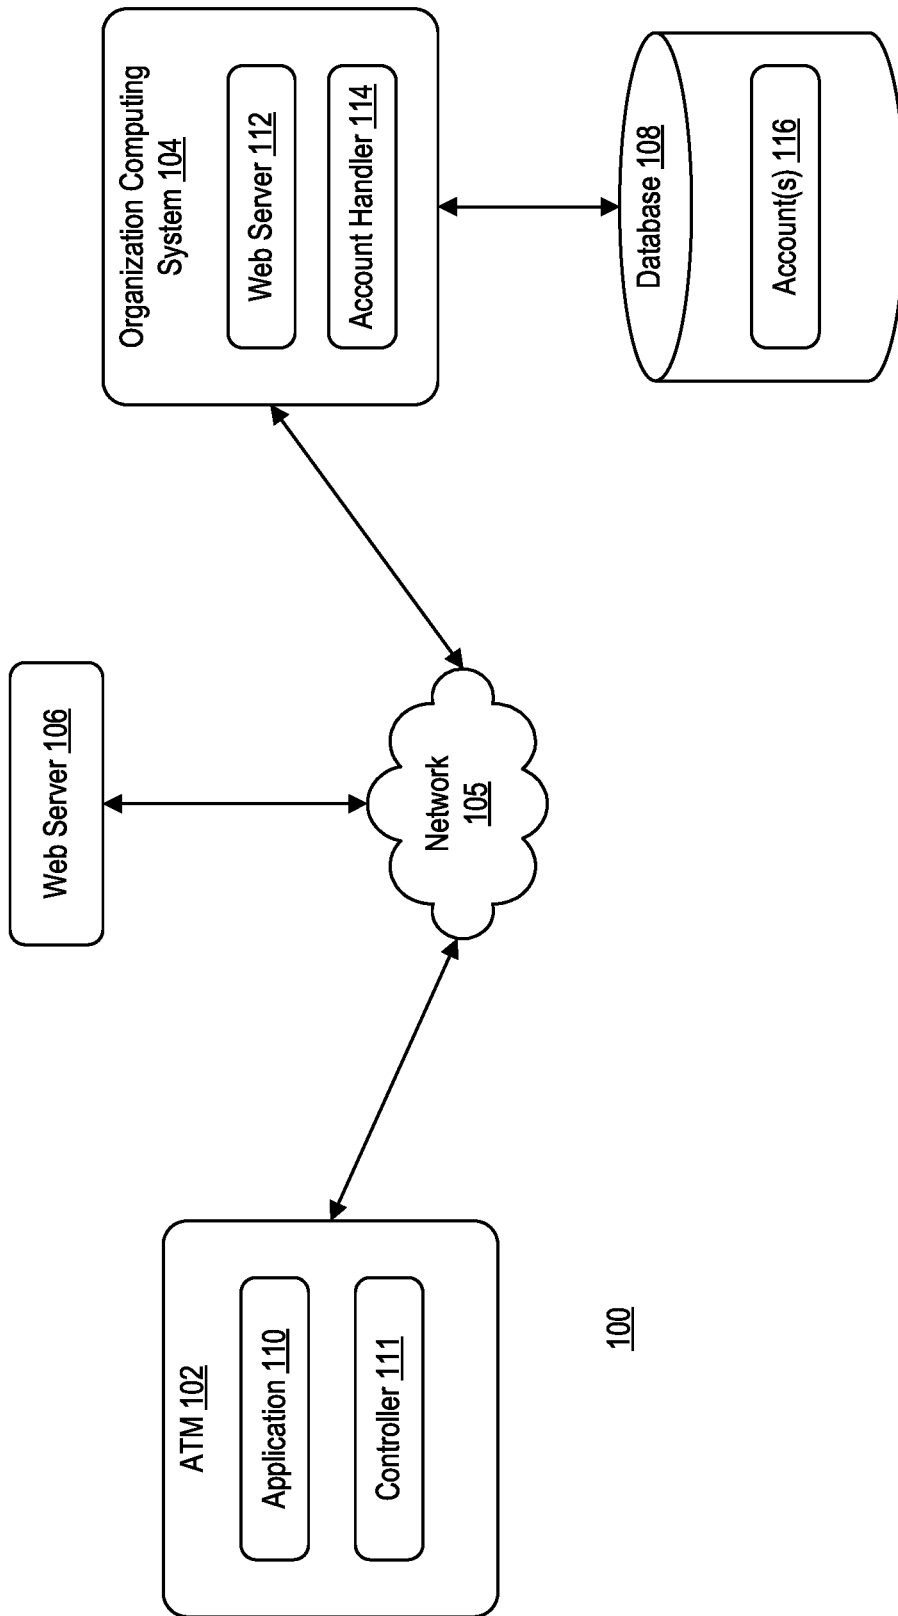 Web Server 106
ATM 102
Application 110
Controller 111
Network
105
Organization Computing
System 104
Web Server 112
Account Handler 114
Database 108
Account(s) 116
100